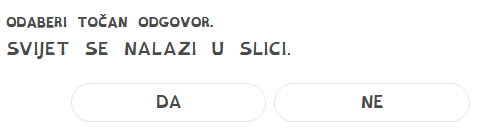 ODABERI TOČAN ODGOVOR.
SVIJET SE NALAZI U SLICI.
DA NE